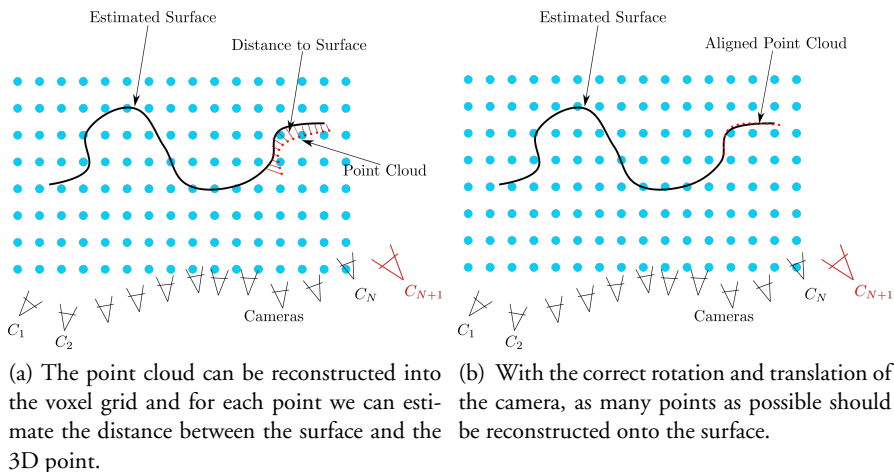 Estimated Surface
Distance to Surface
Point Cloud
C1
C2
Cameras
CN
CN+1
(a) The point cloud can be reconstructed into
the voxel grid and for each point we can esti-
mate the distance between the surface and the
3D point.
Estimated Surface
Aligned Point Cloud
C1
C2
Cameras
CN
CN+1
(b) With the correct rotation and translation of
the camera, as many points as possible should
be reconstructed onto the surface.